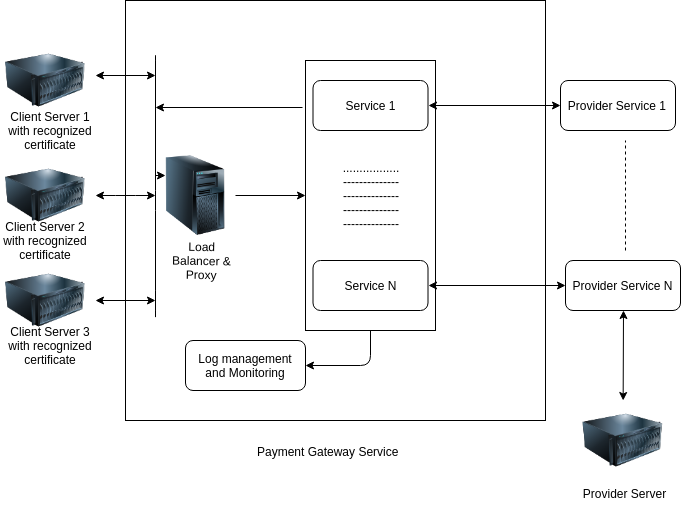 Client Server 1
with recognized
certificate
Client Server 2
with recognized
certificate
Client Server 3
with recognized
certificate
Load
Balancer &
Proxy
Service 1
Service N
Log management
and Monitoring
Payment Gateway Service
Provider Service 1
Provider Service N
Provider Server